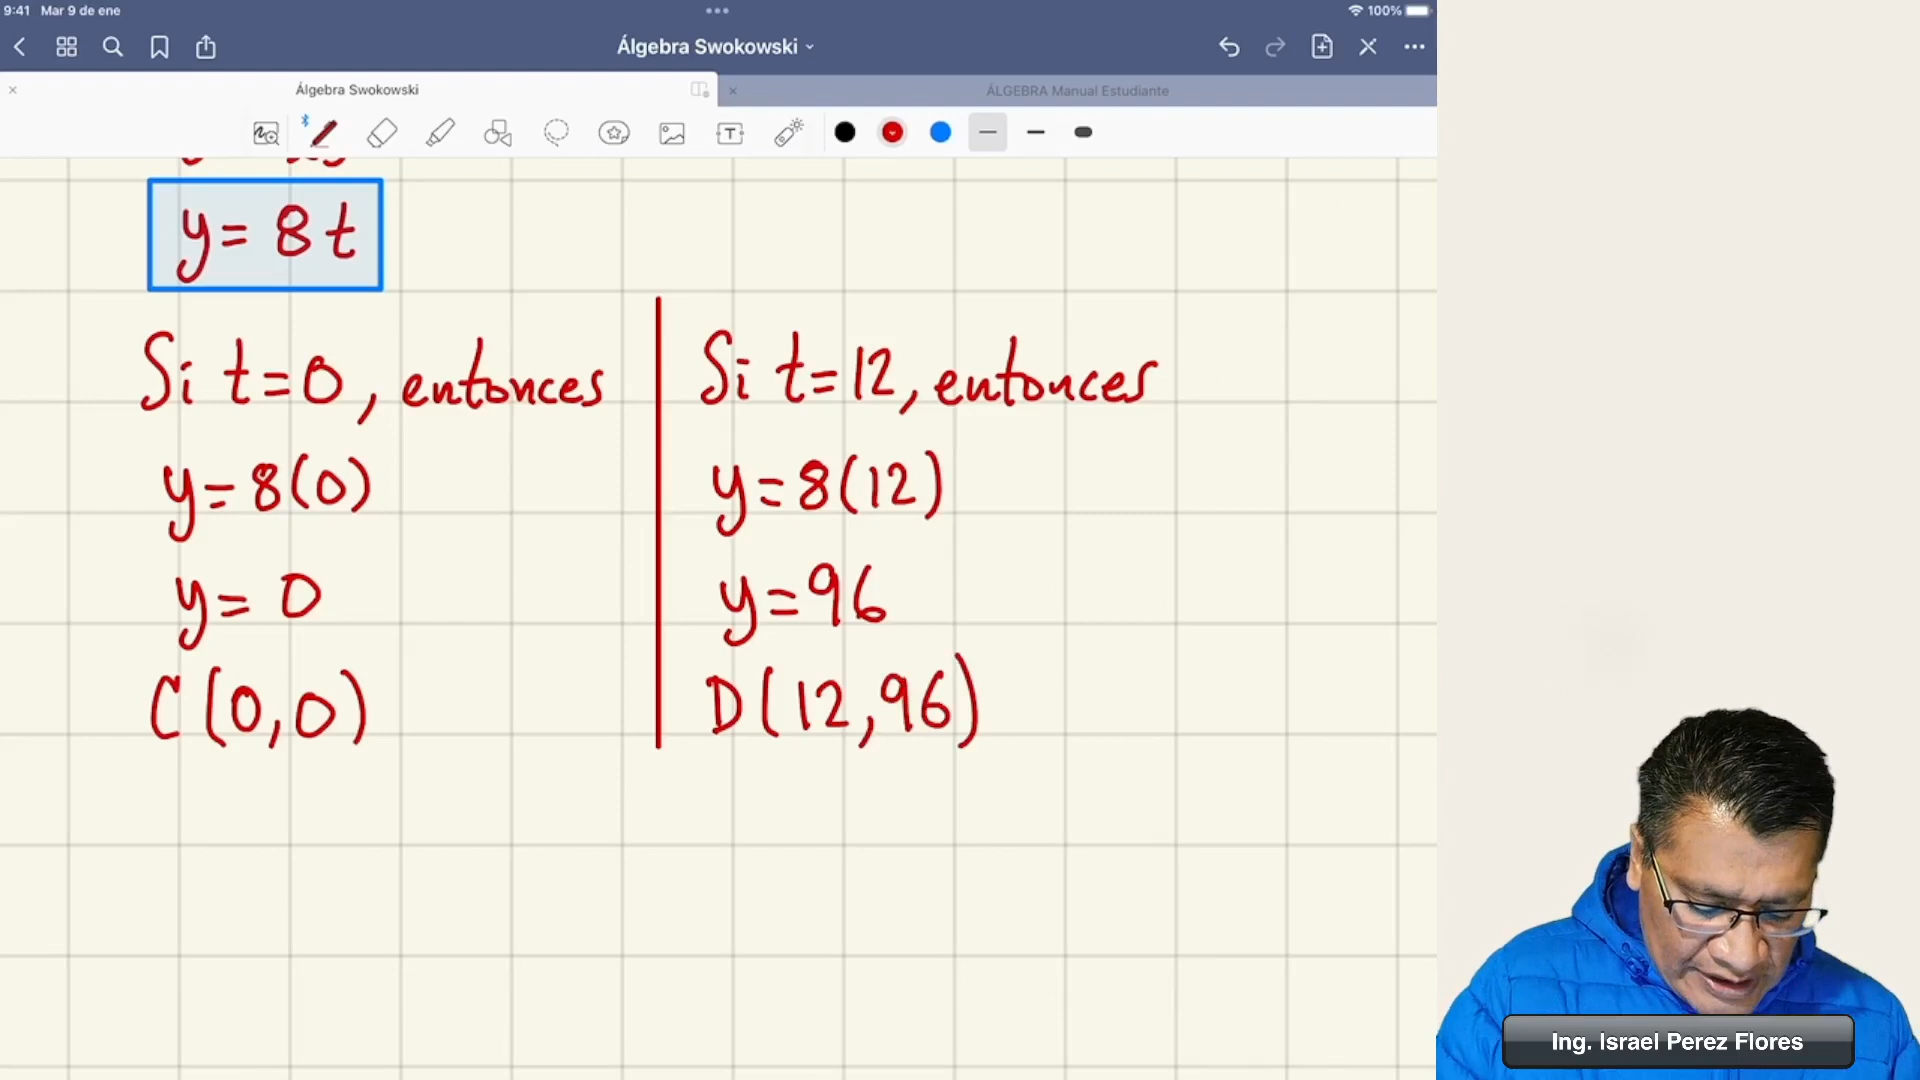 9:41 Mar 9 de ene
100%
Álgebra Swokowski
Álgebra Swokowski
ÁLGEBRA Manual Estudiante
y = 8t
Si t=0, entonces
y=8(0)
y= 0
C(0,0)
Si t=12, entonces
y=8(12)
y=96
D(12,96)
Ing. Israel Perez Flores